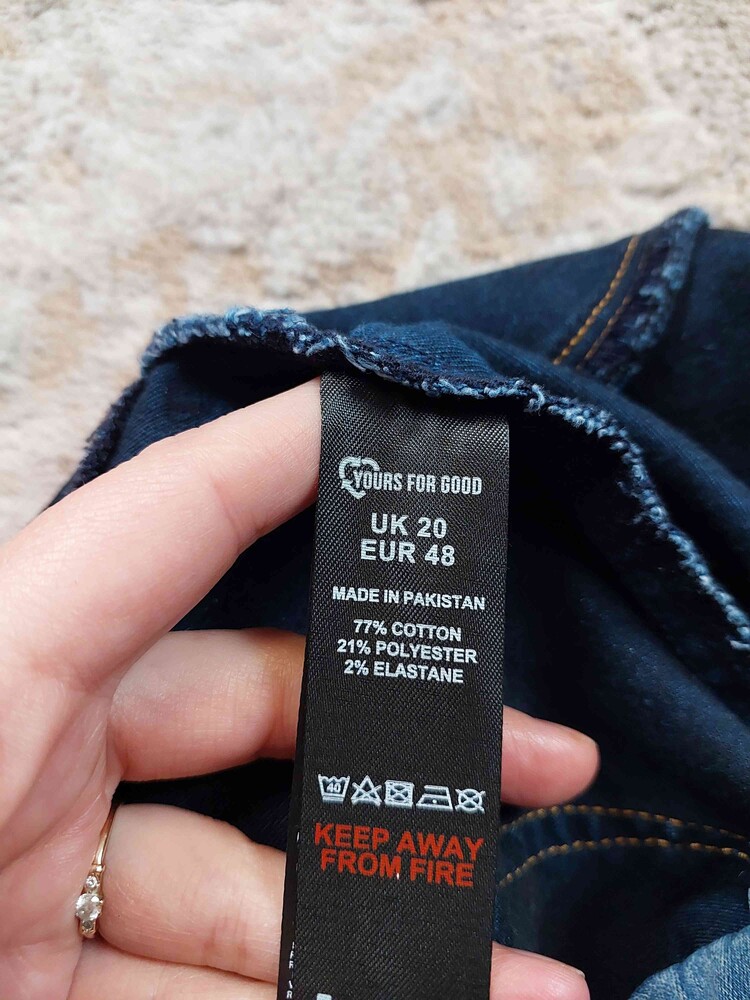 YOURS FOR GOOD
UK 20
EUR 48
MADE IN PAKISTAN
77% COTTON
21% POLYESTER
2% ELASTANE
40
KEEP AWAY
FROM FIRE